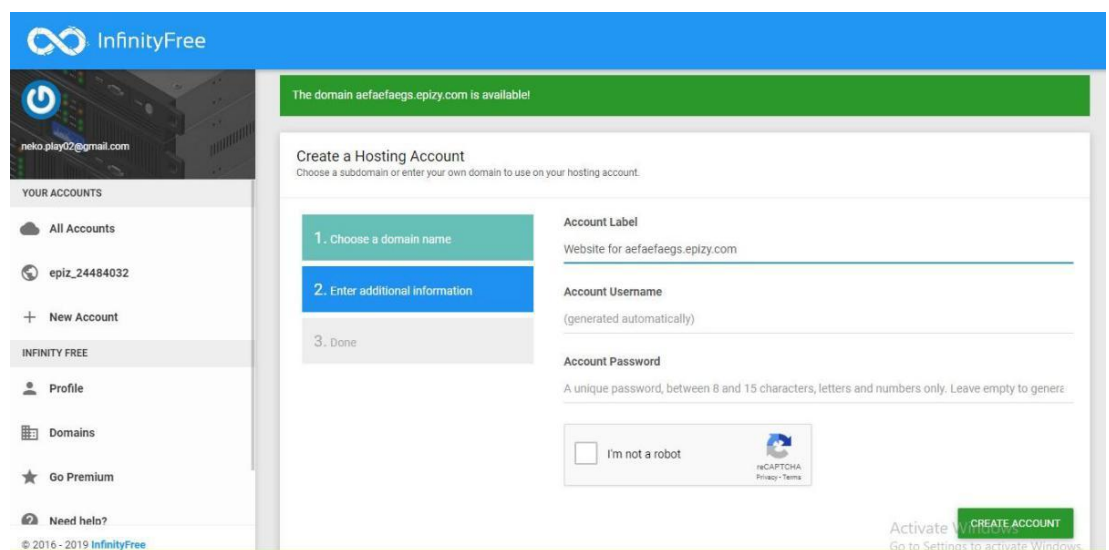 InfinityFree
neko.play02@gmail.com
YOUR ACCOUNTS
All Accounts
epiz_24484032
New Account
INFINITY FREE
Profile
Domains
Go Premium
Need help?
© 2016 - 2019 InfinityFree
The domain aefaefaegs.epizy.com is available!
Create a Hosting Account
Choose a subdomain or enter your own domain to use on your hosting account.
1. Choose a domain name
2. Enter additional information
3. Done
Account Label
Website for aefaefaegs.epizy.com
Account Username
(generated automatically)
Account Password
A unique password, between 8 and 15 characters, letters and numbers only. Leave empty to genera
I'm not a robot
reCAPTCHA
Privacy - Terms
CREATE ACCOUNT
Activate Windows
Go to Settings to activate Windows.